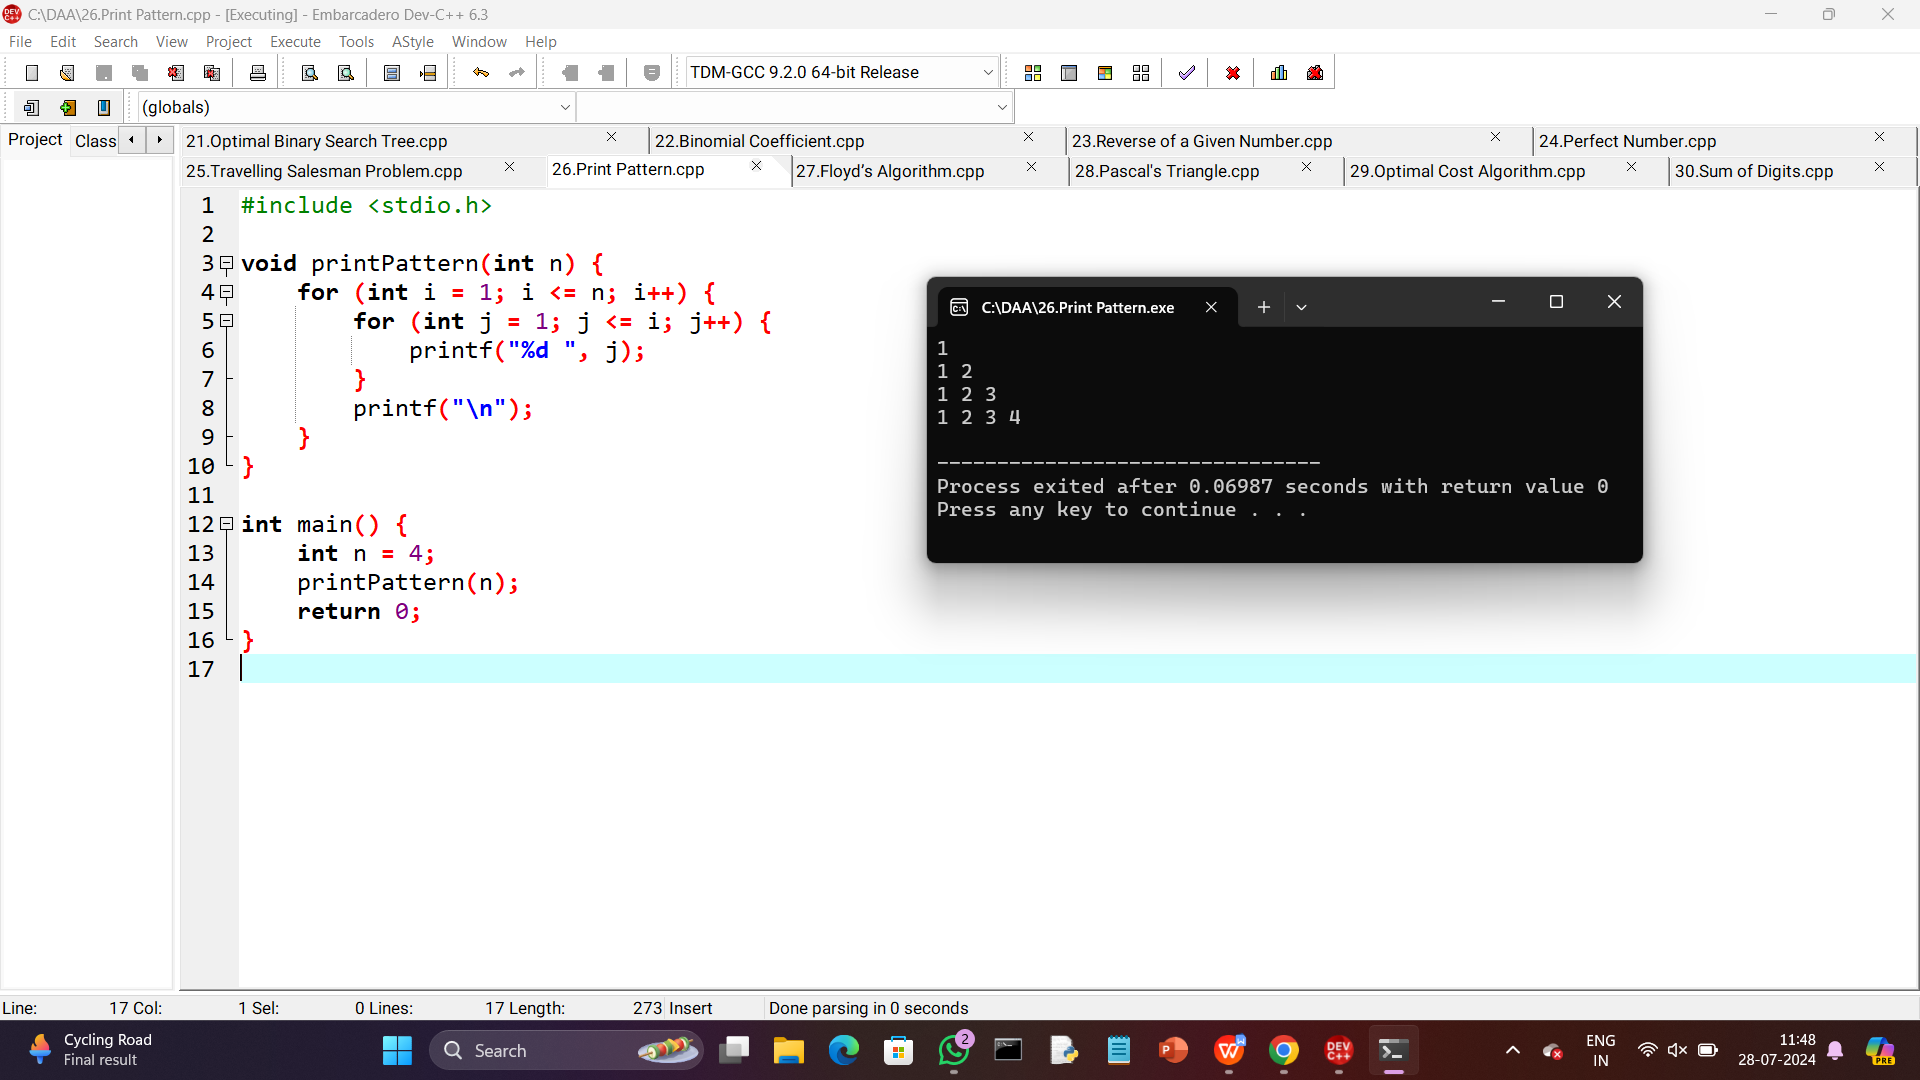 C:\DAA\26.Print Pattern.cpp - [Executing] - Embarcadero Dev-C++ 6.3
File Edit Search View Project Execute Tools AStyle Window Help
TDM-GCC 9.2.0 64-bit Release
(globals)
Project Class
21.Optimal Binary Search Tree.cpp 22.Binomial Coefficient.cpp 23.Reverse of a Given Number.cpp 24.Perfect Number.cpp
25.Travelling Salesman Problem.cpp 26.Print Pattern.cpp 27.Floyd’s Algorithm.cpp 28.Pascal's Triangle.cpp 29.Optimal Cost Algorithm.cpp 30.Sum of Digits.cpp
1 #include <stdio.h>
2
3 void printPattern(int n) {
4 for (int i = 1; i <= n; i++) {
5 for (int j = 1; j <= i; j++) {
6 printf("%d ", j);
7 }
8 printf("\n");
9 }
10 }
11
12 int main() {
13 int n = 4;
14 printPattern(n);
15 return 0;
16 }
17
C:\DAA\26.Print Pattern.exe
1
1 2
1 2 3
1 2 3 4
--------------------------------
Process exited after 0.06987 seconds with return value 0
Press any key to continue . . .
Line: 17 Col: 1 Sel: 0 Lines: 17 Length: 273 Insert Done parsing in 0 seconds
Cycling Road
Final result
Search
2
DEV
C++
ENG
IN
11:48
28-07-2024
PRE